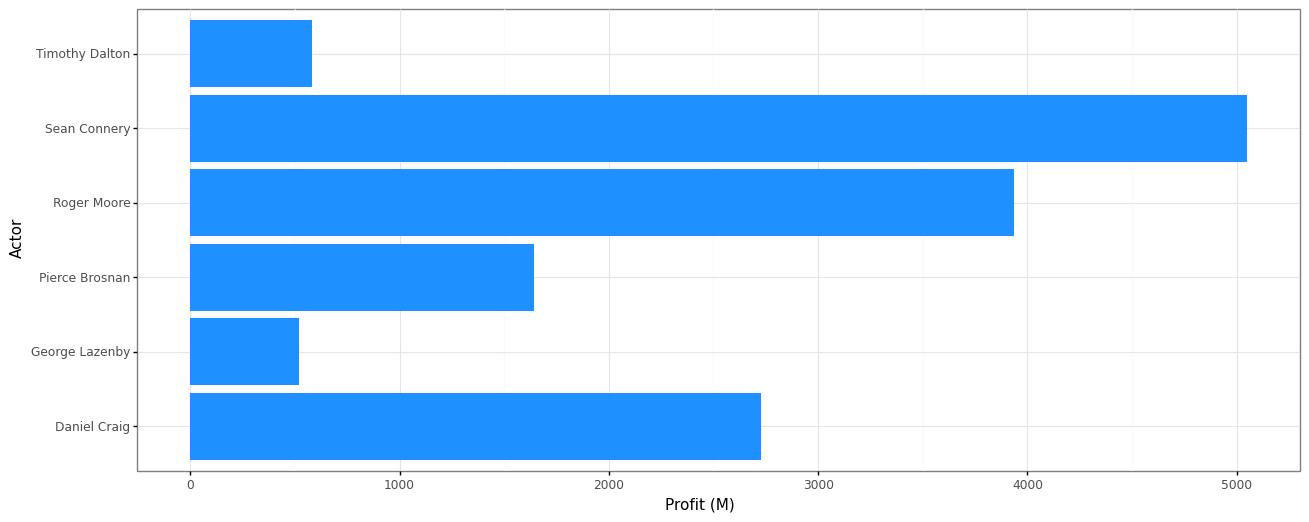 Timothy Dalton
Sean Connery
Roger Moore
Pierce Brosnan
George Lazenby
Daniel Craig
Actor
0 1000 2000 3000 4000 5000
Profit (M)